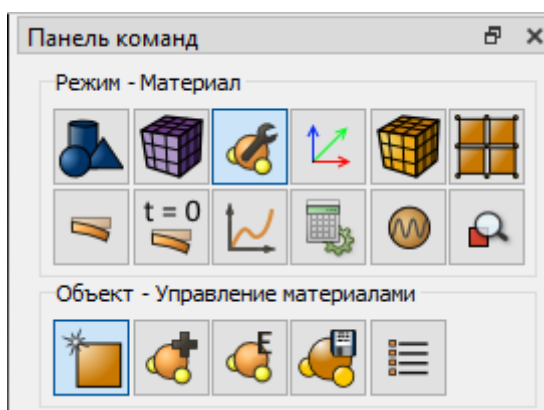 Панель команд
Режим - Материал
t = 0
Объект - Управление материалами
E